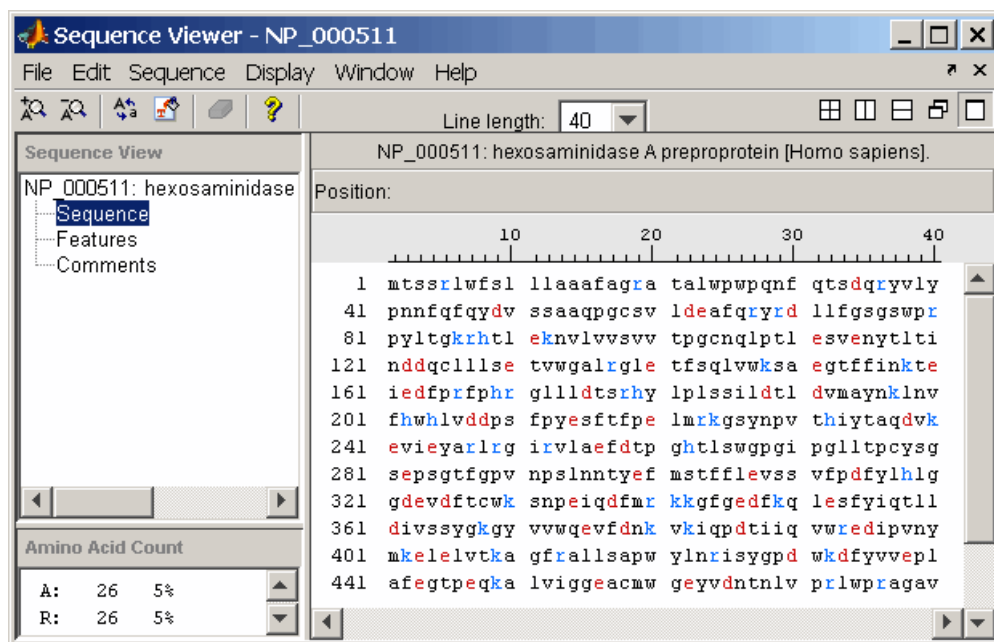 Sequence Viewer - NP_000511
File Edit Sequence Display Window Help
Line length: 40
Sequence View
NP_000511: hexosaminidase
Sequence
Features
Comments
NP_000511: hexosaminidase A preproprotein [Homo sapiens].
Position:
10 20 30 40
1 mtssrlwfsl llaaafagra talwpwpqnf qtsdqryvly
41 pnnfqfqydv ssaaqpgcsv ldeafqryrd llfgsgswpr
81 pyltgkrhtl eknvlvvsvv tpgcnqlptl esvenytlti
121 nddqclllse tvwgalrgle tfsqlvwksa egtffinkte
161 iedfprfphr gllldtsrhy lplssildtl dvmaynklnv
201 fhwhlvddps fpyesftfpe lmrkgsynpv thiytaqdvk
241 evieyarlrg irvlaefdtp ghtlswgpgi pglltpcysg
281 sepsgtfgpv npslnntyef mstfflevss vfpdfylhlg
321 gdevdftcwk snpeiqdfmr kkgfgedfkq lesfyiqtll
361 divssygkgy vvwqevfdnk vkiqpdtiiq vwredipvny
401 mkelelvtka gfrallsapw ylnrisygpd wkdfyvvepl
441 afegtpeqka lviggeacmw geyvdntnlv prlwpragav
Amino Acid Count
A: 26 5%
R: 26 5%